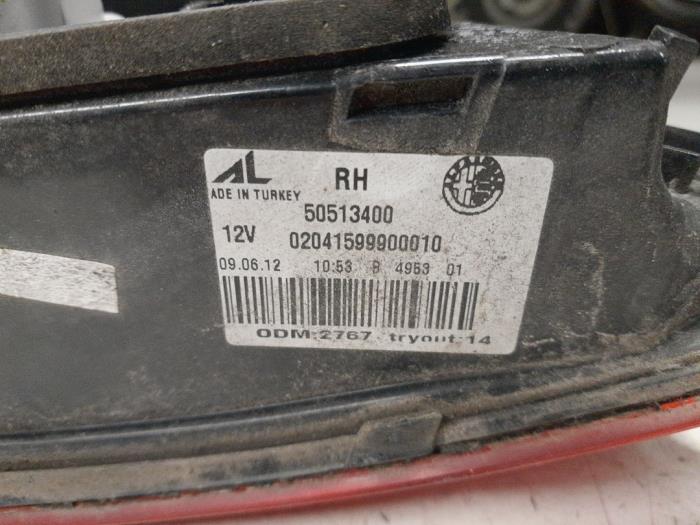 AL RH
ADE IN TURKEY
50513400
12V 02041599900010
09.06.12 10:53 B 4953 01
ODM:2767 tryout:14